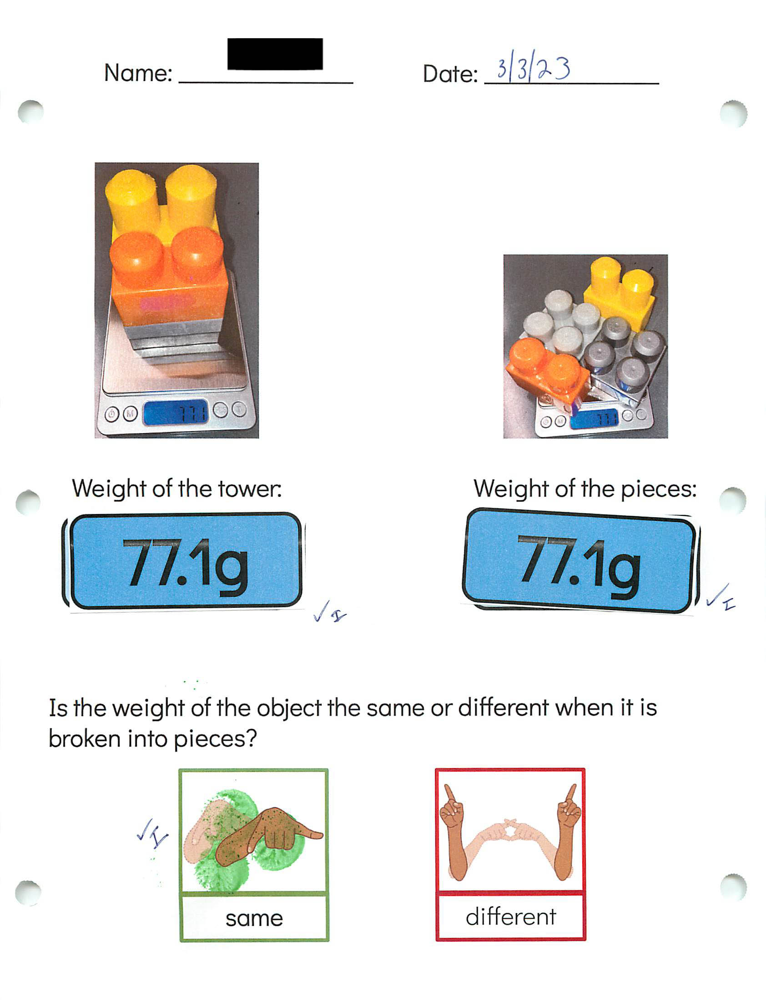 Name:
Date: 3/3/23
M 77.1 PCS T
M 77.1
Weight of the tower:
Weight of the pieces:
77.1g
77.1g
✓ I
✓ I
Is the weight of the object the same or different when it is
broken into pieces?
✓ I
same
different